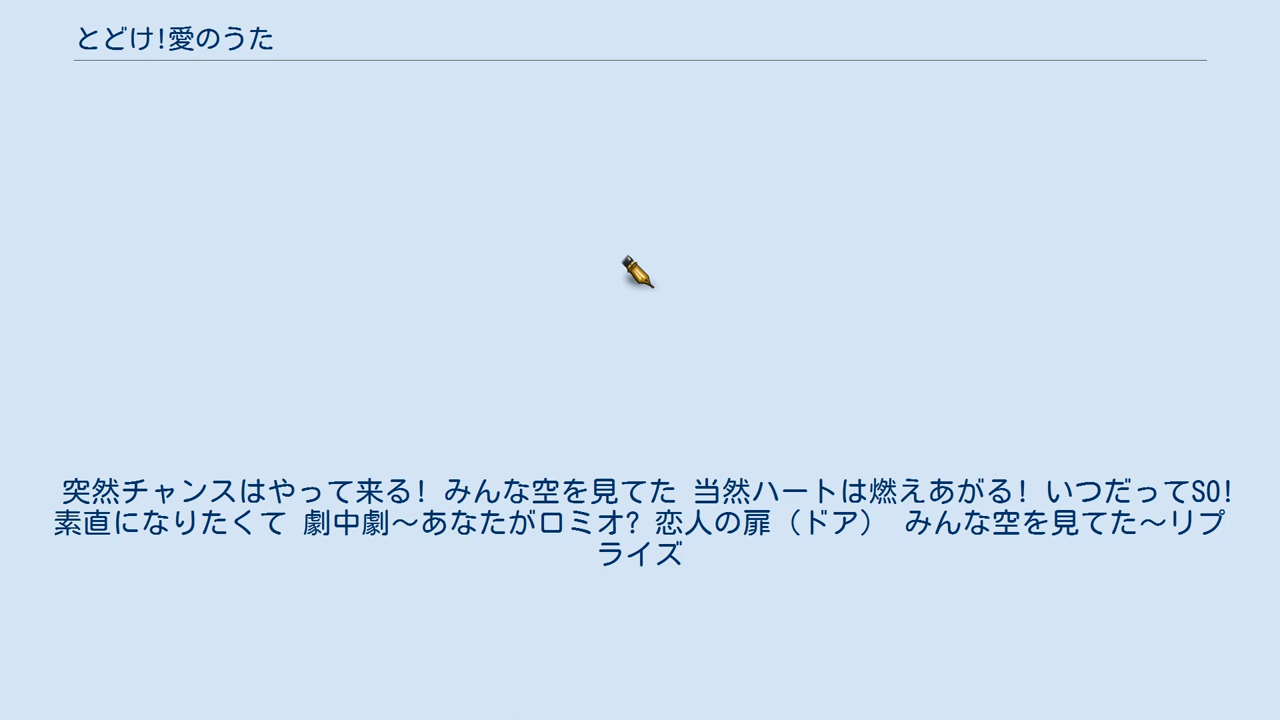 とどけ!愛のうた
突然チャンスはやって来る! みんな空を見てた 当然ハートは燃えあがる! いつだってSO!
素直になりたくて 劇中劇～あなたがロミオ? 恋人の扉（ドア） みんな空を見てた～リプ
ライズ